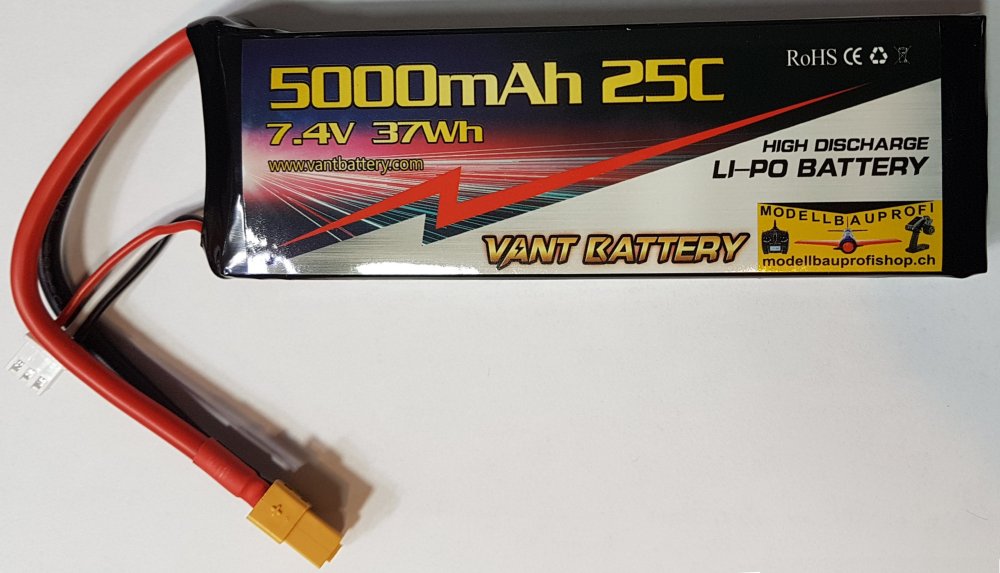 5000mAh 25C
7.4V 37Wh
www.vantbattery.com
RoHS CE
HIGH DISCHARGE
LI-PO BATTERY
VANT BATTERY
MODELLBAUPROFI
modellbauprofishop.ch